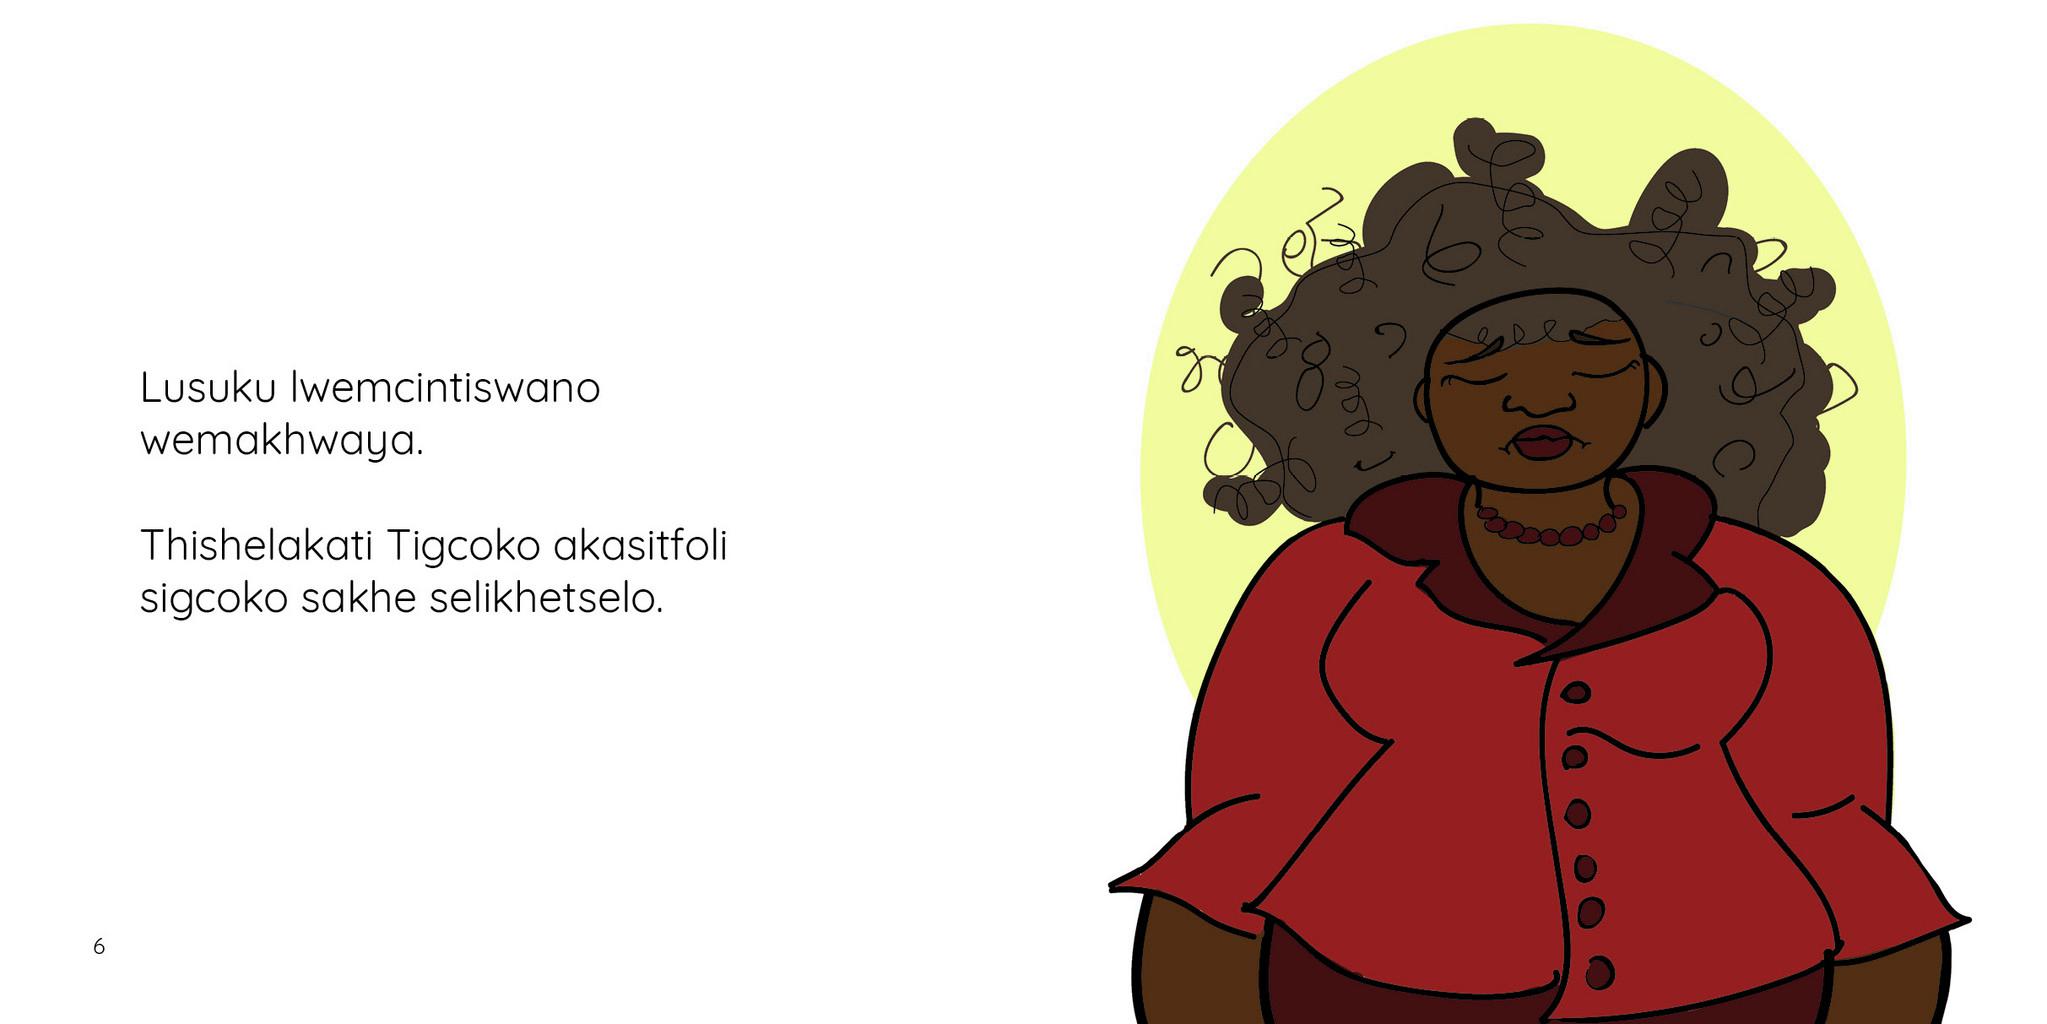 Lusuku lwemcintiswano
wemakhwaya.
Thishelakati Tigcoko akasitfoli
sigcoko sakhe selikhetselo.
6